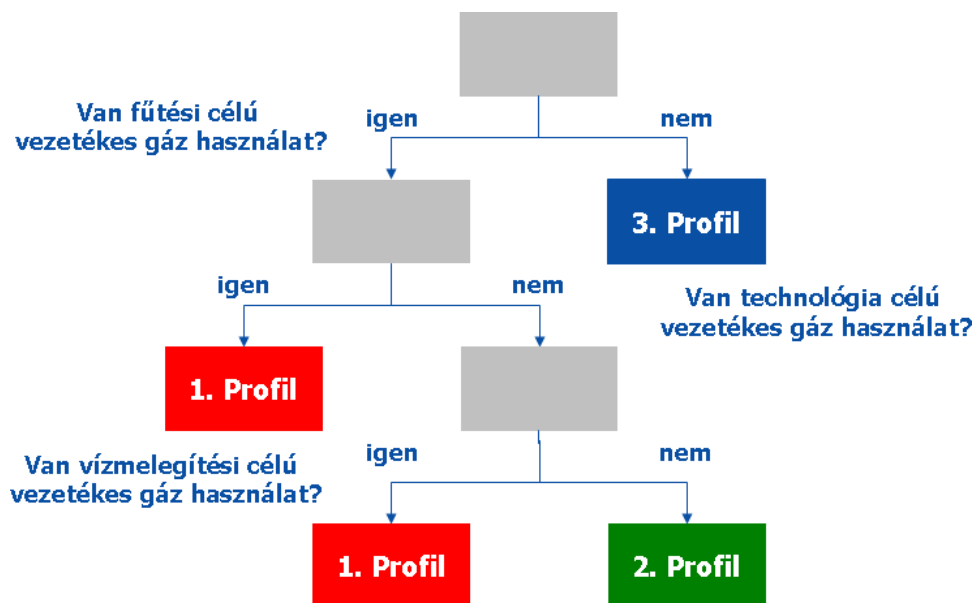 Van fűtési célú
vezetékes gáz használat?
igen
nem
3. Profil
igen
nem
Van technológia célú
vezetékes gáz használat?
1. Profil
Van vízmelegítési célú
vezetékes gáz használat?
igen
nem
1. Profil
2. Profil